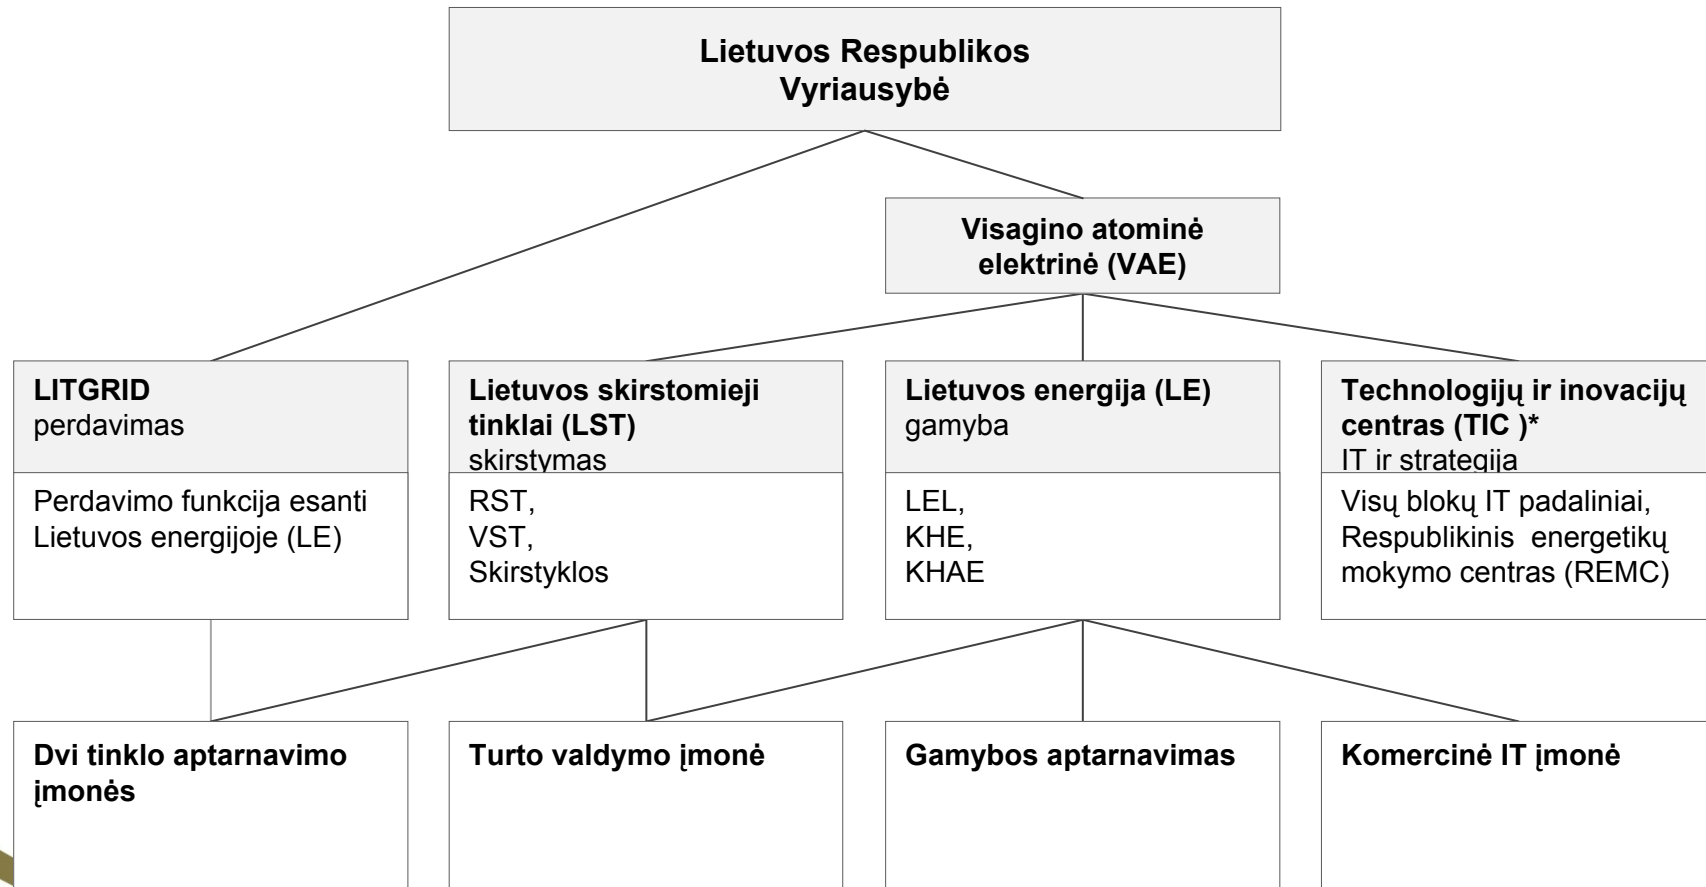 Lietuvos Respublikos
Vyriausybė
Visagino atominė
elektrinė (VAE)
LITGRID
perdavimas
Lietuvos skirstomieji
tinklai (LST)
skirstymas
Lietuvos energija (LE)
gamyba
Technologijų ir inovacijų
centras (TIC )*
IT ir strategija
Perdavimo funkcija esanti
Lietuvos energijoje (LE)
RST,
VST,
Skirstyklos
LEL,
KHE,
KHAE
Visų blokų IT padaliniai,
Respublikinis  energetikų
mokymo centras (REMC)
Dvi tinklo aptarnavimo
įmonės
Turto valdymo įmonė
Gamybos aptarnavimas
Komercinė IT įmonė